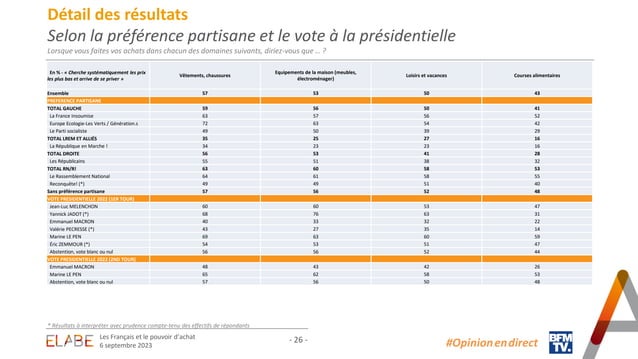 Détail des résultats
Selon la préférence partisane et le vote à la présidentielle
Lorsque vous faites vos achats dans chacun des domaines suivants, diriez-vous que … ?
En % - « Cherche systématiquement les prix les plus bas et arrive de se priver » Vêtements, chaussures Equipements de la maison (meubles, électroménager) Loisirs et vacances Courses alimentaires
Ensemble 57 53 50 43
PREFERENCE PARTISANE
TOTAL GAUCHE 59 56 50 41
La France Insoumise 63 57 56 52
Europe Ecologie-Les Verts / Génération.s 72 63 54 42
Le Parti socialiste 49 50 39 29
TOTAL LREM ET ALLIÉS 35 25 27 16
La République en Marche ! 34 23 23 16
TOTAL DROITE 56 53 41 28
Les Républicains 55 51 38 32
TOTAL RN/R! 63 60 58 53
Le Rassemblement National 64 61 58 55
Reconquête! (*) 49 49 51 40
Sans préférence partisane 57 56 52 48
VOTE PRESIDENTIELLE 2022 (1ER TOUR)
Jean-Luc MELENCHON 60 60 53 47
Yannick JADOT (*) 68 76 63 31
Emmanuel MACRON 40 33 32 22
Valérie PECRESSE (*) 43 27 35 14
Marine LE PEN 69 63 60 59
Éric ZEMMOUR (*) 54 53 51 47
Abstention, vote blanc ou nul 56 56 52 44
VOTE PRESIDENTIELLE 2022 (2ND TOUR)
Emmanuel MACRON 48 43 42 26
Marine LE PEN 65 62 58 53
Abstention, vote blanc ou nul 57 56 50 48
* Résultats à interpréter avec prudence compte-tenu des effectifs de répondants
ELABE
Les Français et le pouvoir d'achat
6 septembre 2023
- 26 -
#Opinion en direct
BFM
TV.